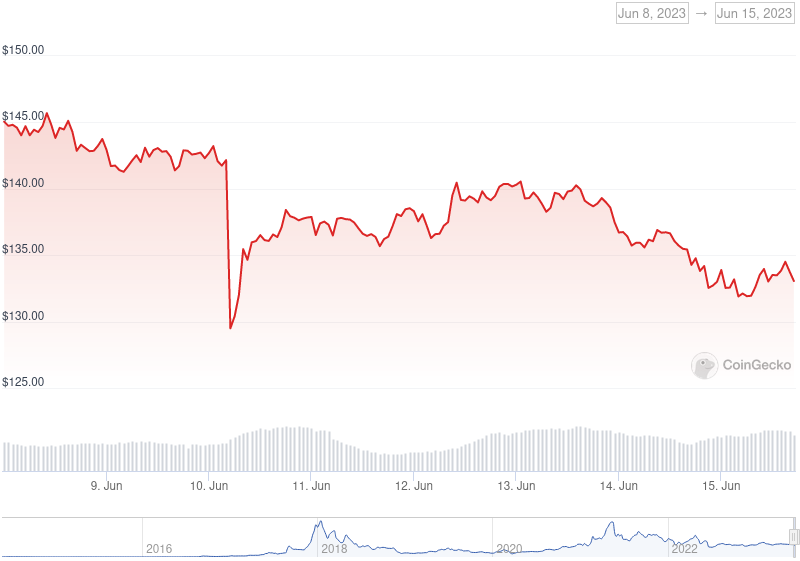 Jun 8, 2023 → Jun 15, 2023
$150.00
$145.00
$140.00
$135.00
$130.00
$125.00
CoinGecko
9. Jun 10. Jun 11. Jun 12. Jun 13. Jun 14. Jun 15. Jun
2016 2018 2020 2022